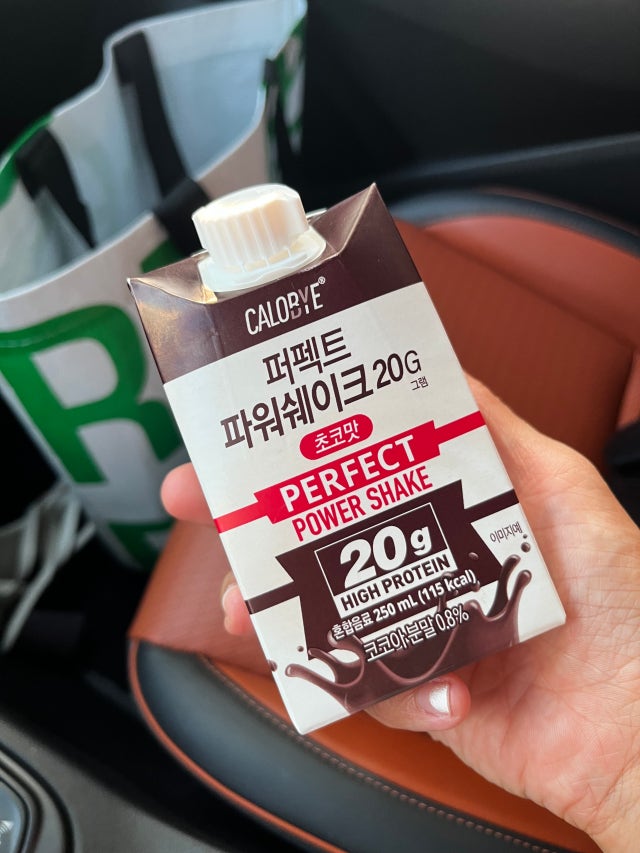 CALOBYE®
퍼펙트
파워쉐이크 20G
그램
초코맛
PERFECT
POWER SHAKE
20g
HIGH PROTEIN
이미지예
혼합음료 250 mL (115 kcal)
코코아분말 0.8%
R